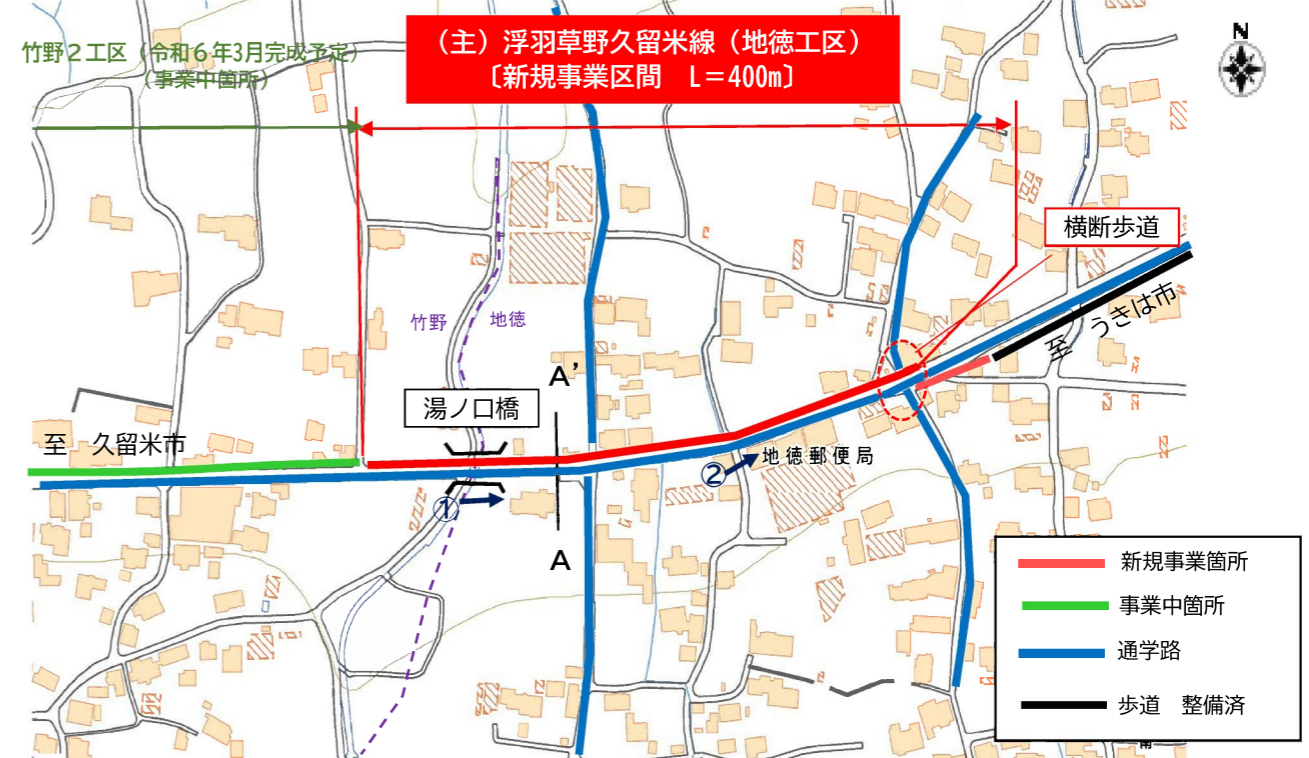 竹野２工区（令和６年3月完成予定）
（事業中箇所）
（主）浮羽草野久留米線（地徳工区）
〔新規事業区間　L＝400m〕
N
横断歩道
至　うきは市
竹野
地徳
A’
湯ノ口橋
至　久留米市
②
地徳郵便局
①
A
新規事業箇所
事業中箇所
通学路
歩道　整備済